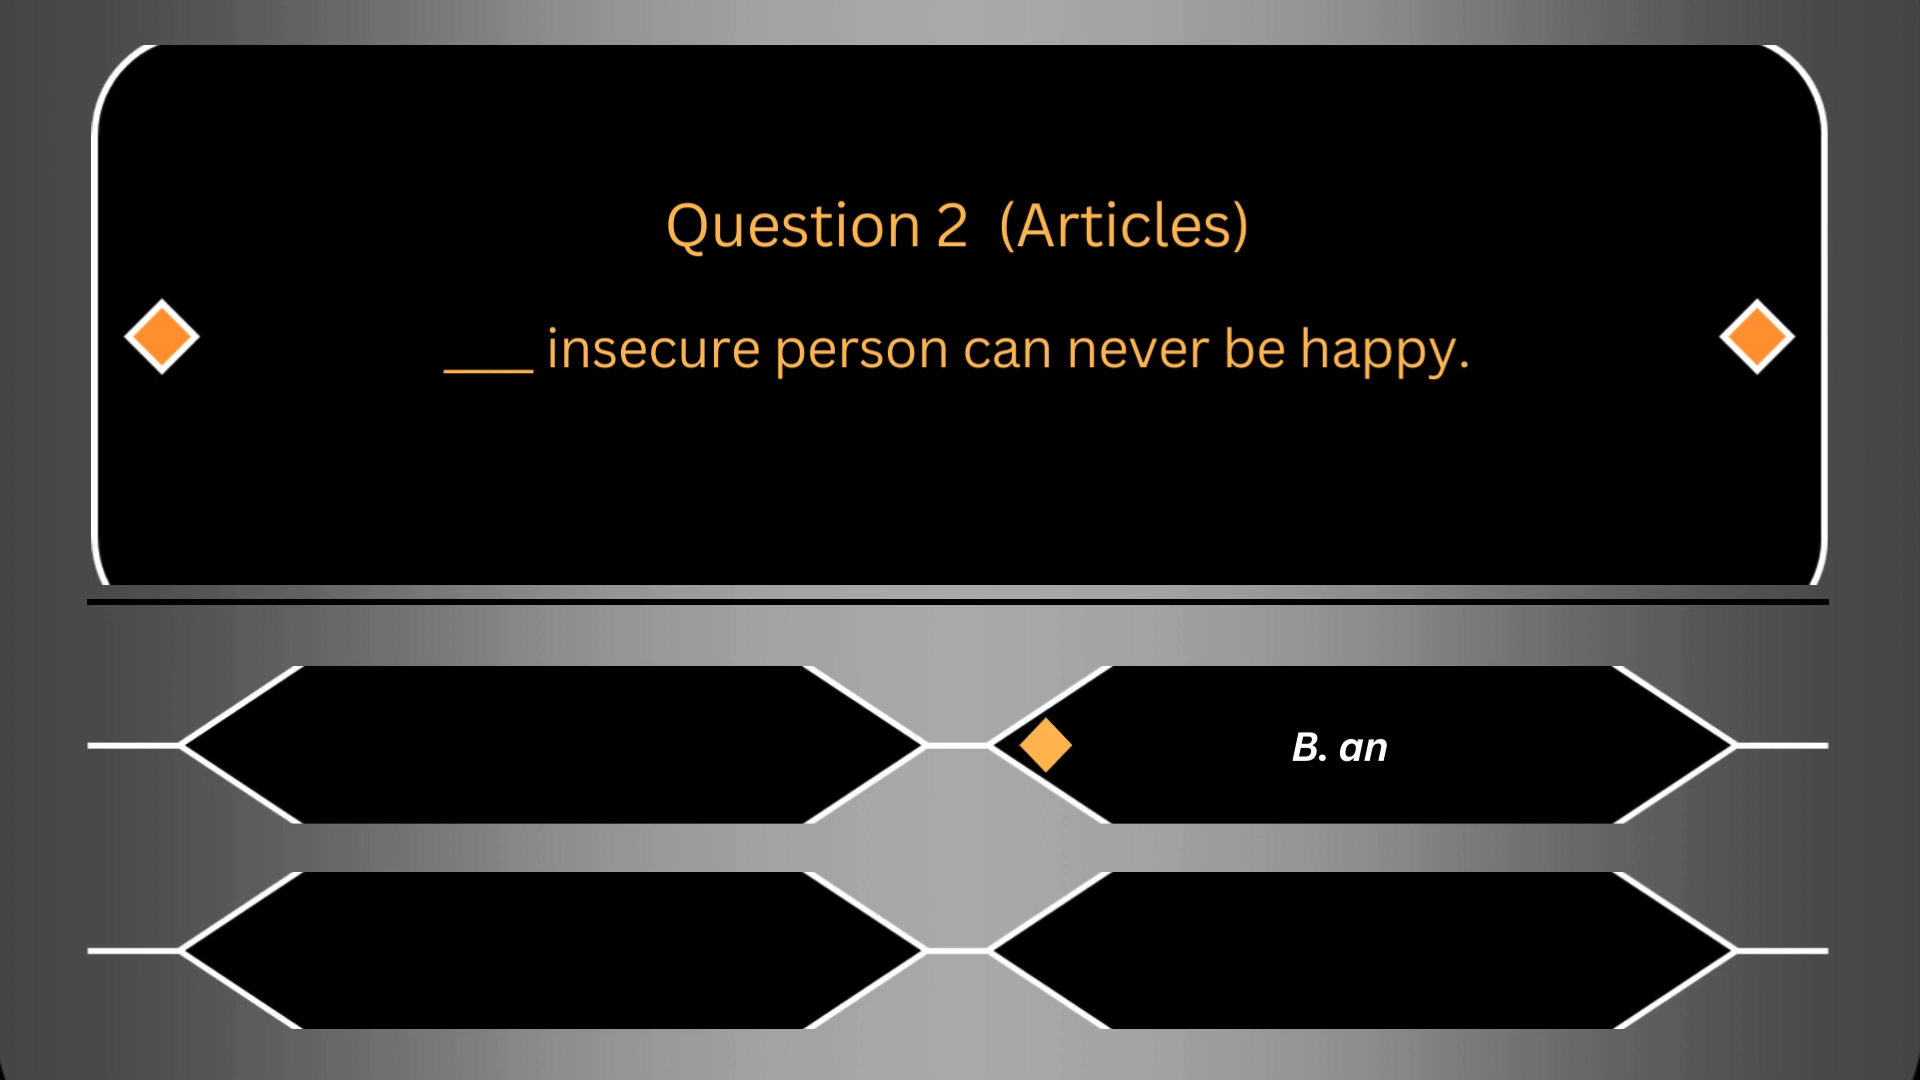 Question 2 (Articles)
____ insecure person can never be happy.
B. an